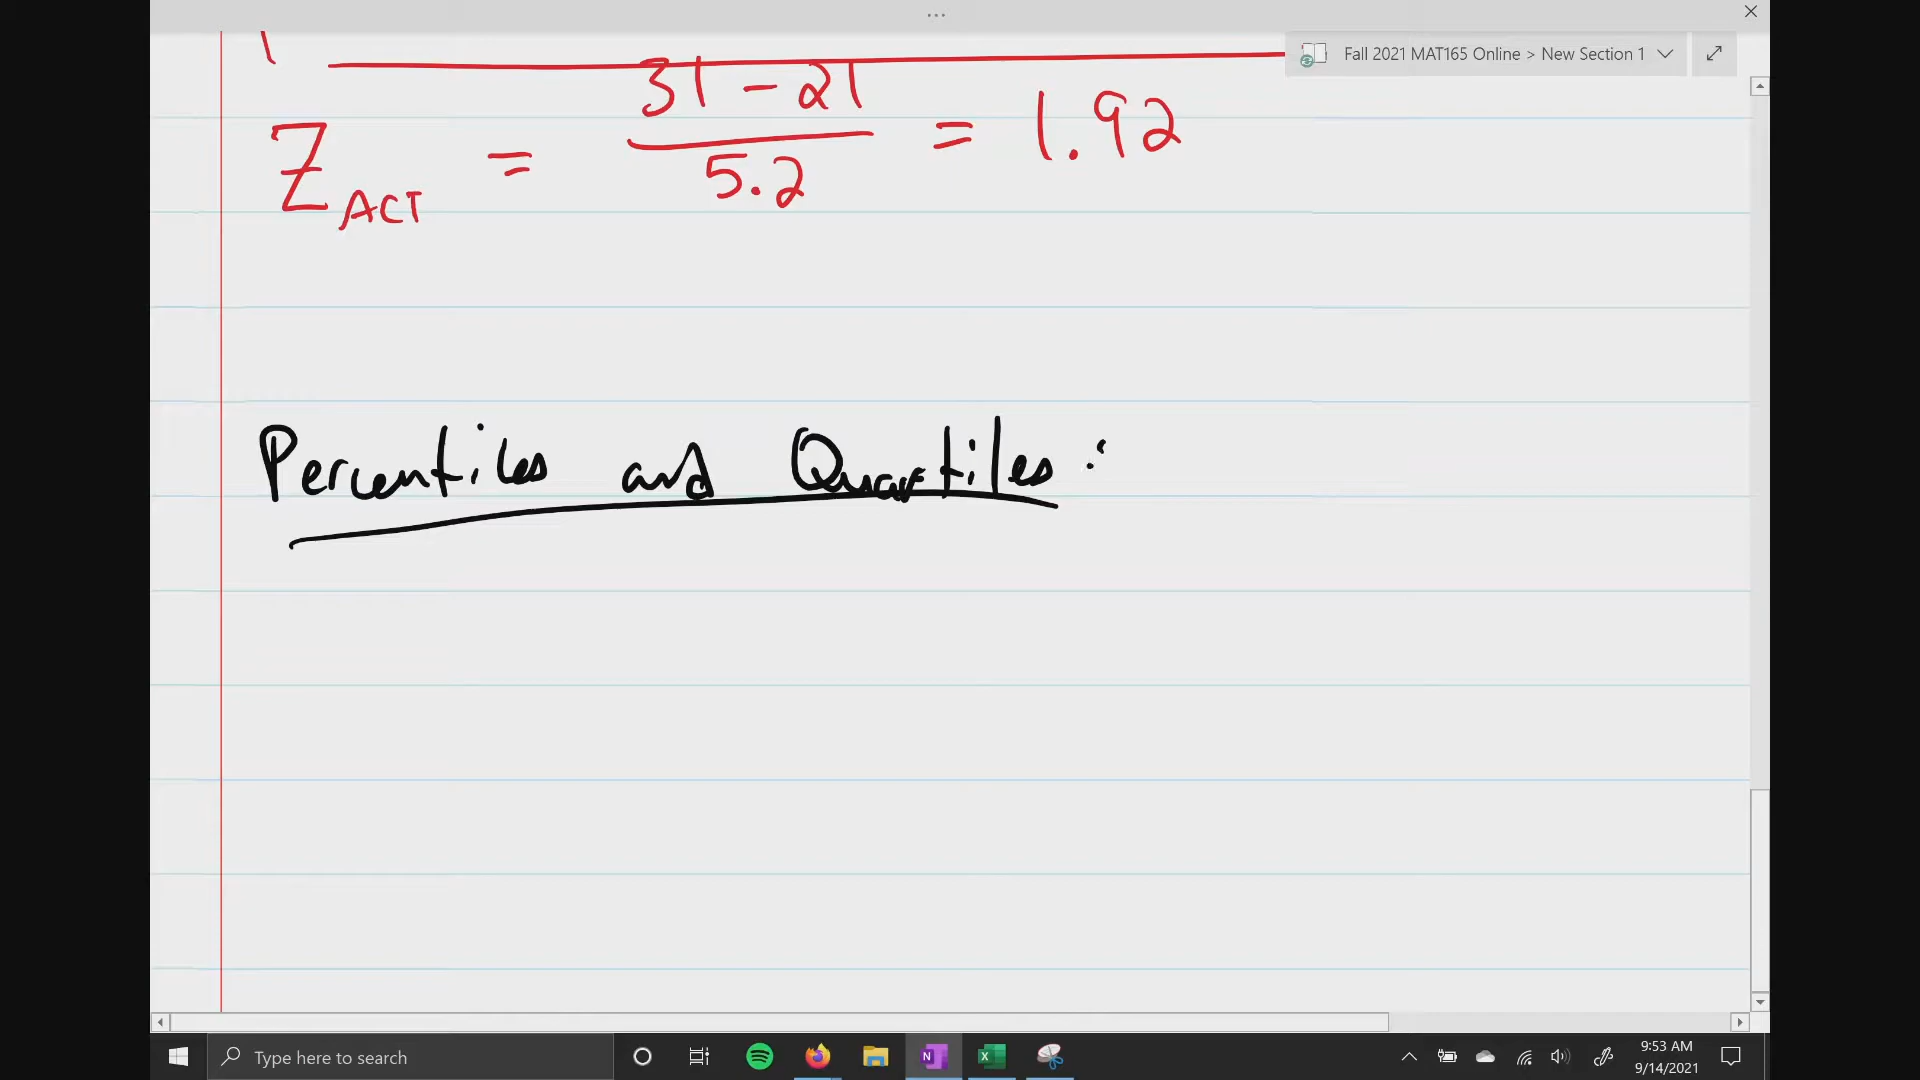 ...
Fall 2021 MAT165 Online > New Section 1
Z ACT = 31 - 21 / 5.2 = 1.92
Percentiles and Quartiles :
Type here to search
9:53 AM
9/14/2021